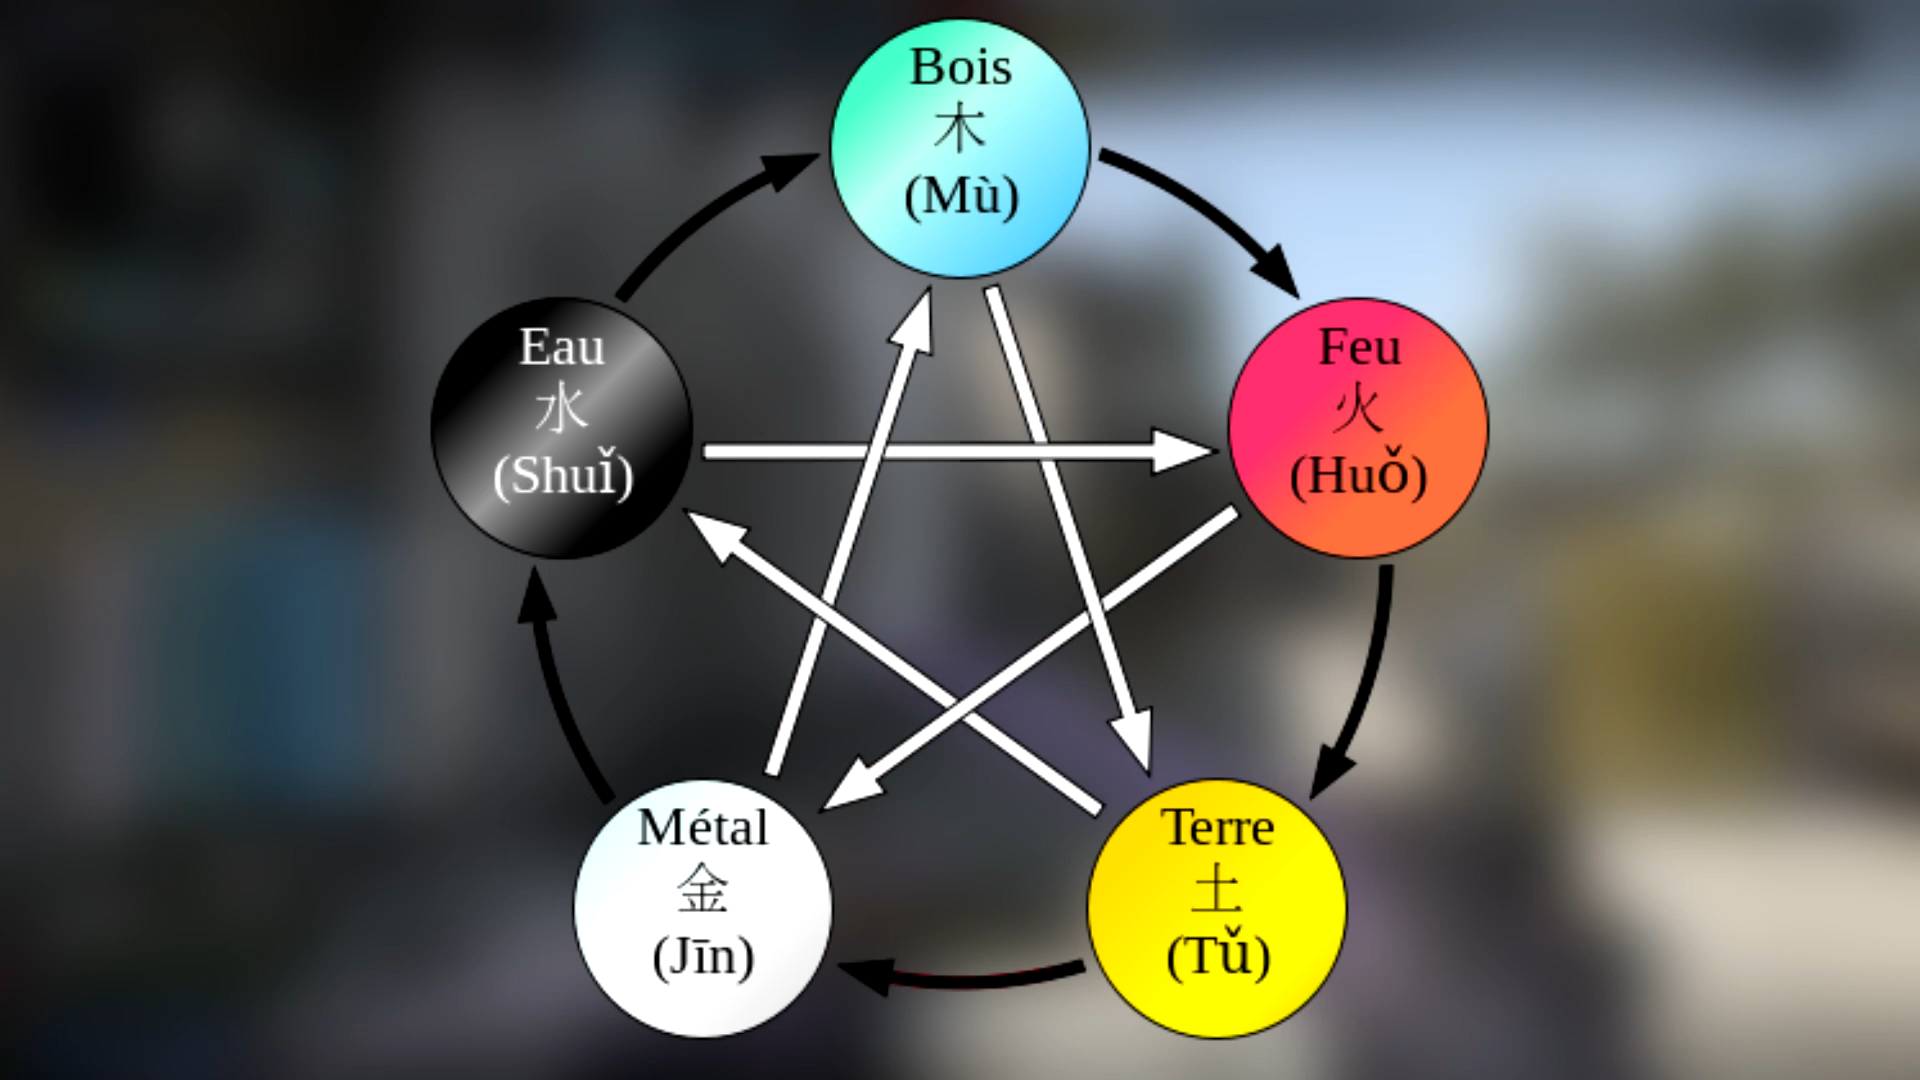 Bois
木
(Mù)
Eau
水
(Shuǐ)
Feu
火
(Huǒ)
Métal
金
(Jīn)
Terre
土
(Tǔ)